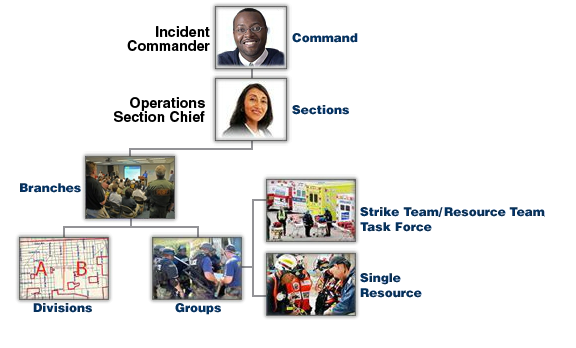 Incident
Commander
Command
Operations
Section Chief
Sections
Branches
Strike Team/Resource Team
Task Force
A B
Divisions
Groups
Single
Resource